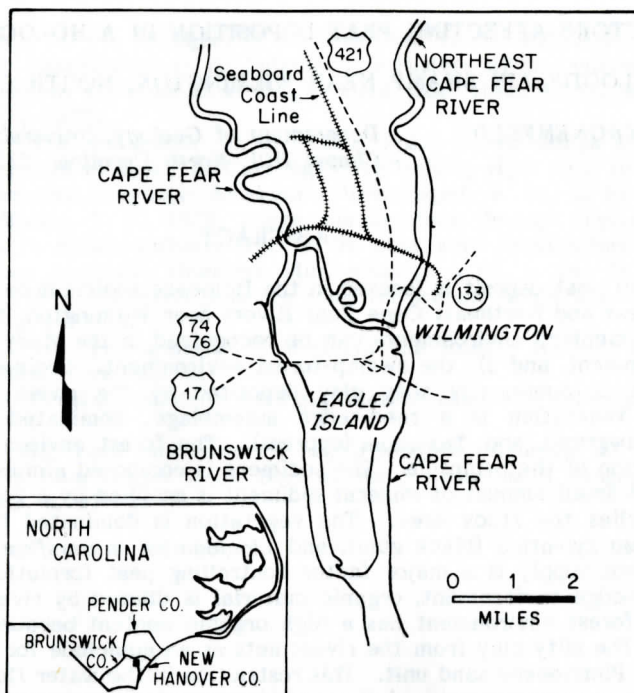 421
NORTHEAST
CAPE FEAR
RIVER
Seaboard
Coast
Line
CAPE FEAR
RIVER
N
133
WILMINGTON
74
76
17
EAGLE
ISLAND
BRUNSWICK
RIVER
CAPE FEAR
RIVER
NORTH
CAROLINA
PENDER CO.
BRUNSWICK
CO.
NEW
HANOVER CO.
0 1 2
MILES